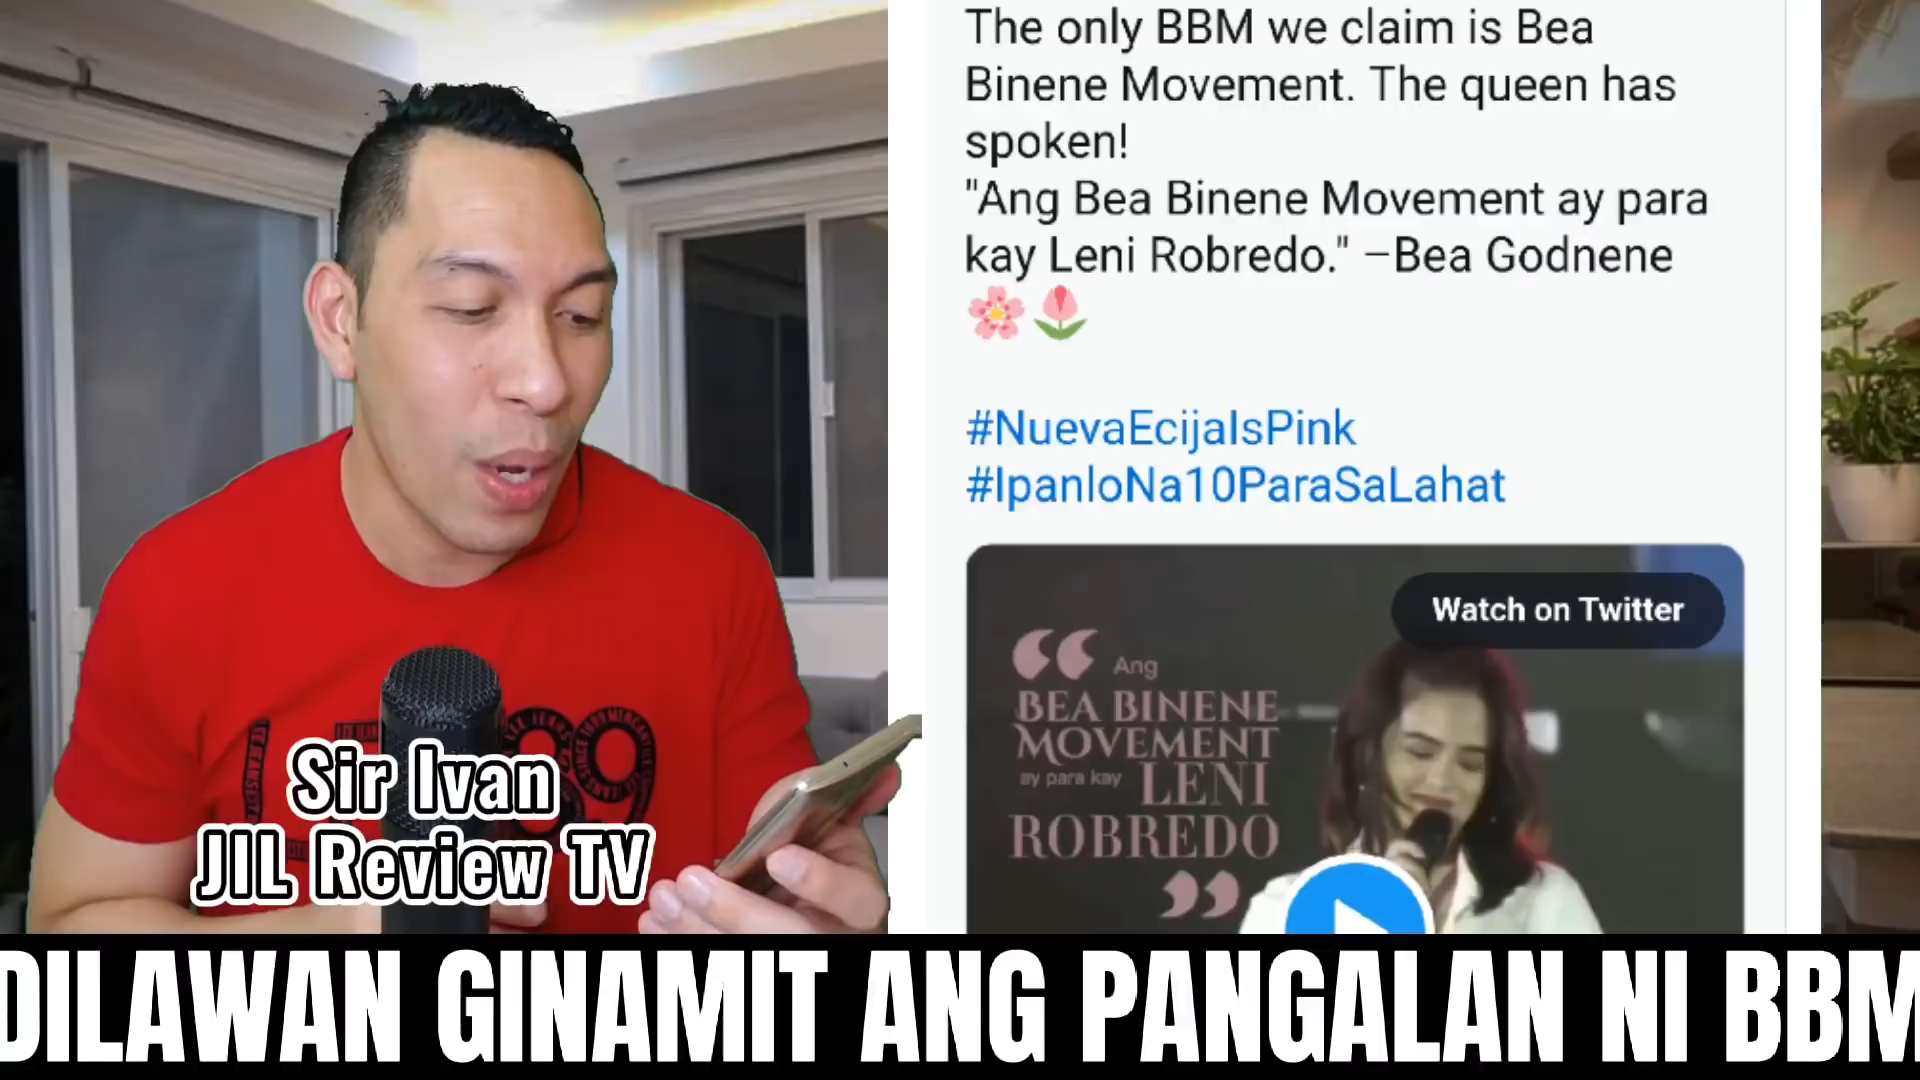 The only BBM we claim is Bea
Binene Movement. The queen has
spoken!
"Ang Bea Binene Movement ay para
kay Leni Robredo." –Bea Godnene
🌸🌷
#NuevaEcijaIsPink
#IpanloNa10ParaSaLahat
Watch on Twitter
“ Ang
BEA BINENE
MOVEMENT
ay para kay LENI
ROBREDO
”
Sir Ivan
JIL Review TV
DILAWAN GINAMIT ANG PANGALAN NI BBM